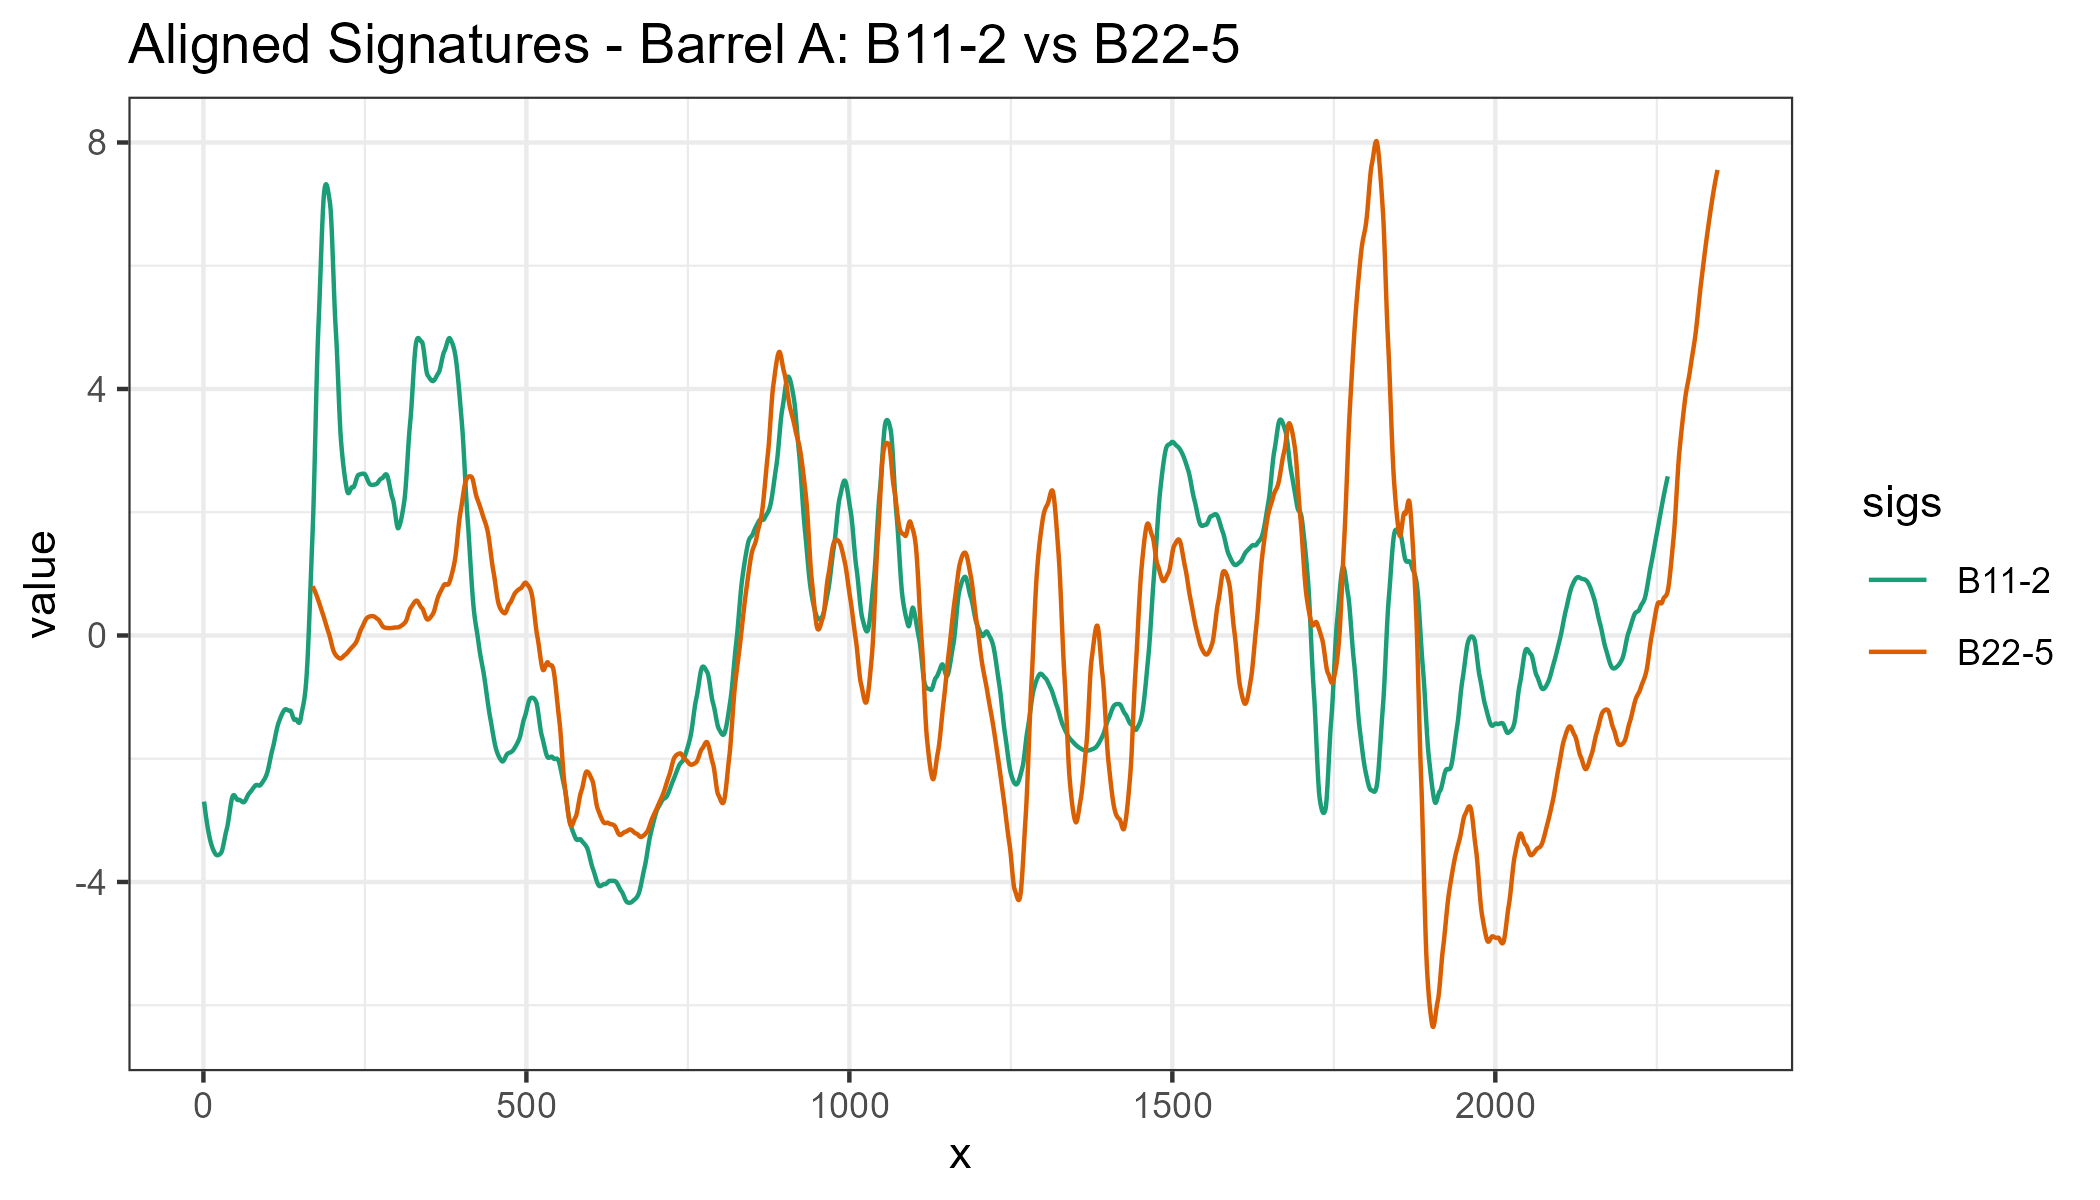 Aligned Signatures - Barrel A: B11-2 vs B22-5
value
8
4
0
-4
0 500 1000 1500 2000
x
sigs
B11-2
B22-5